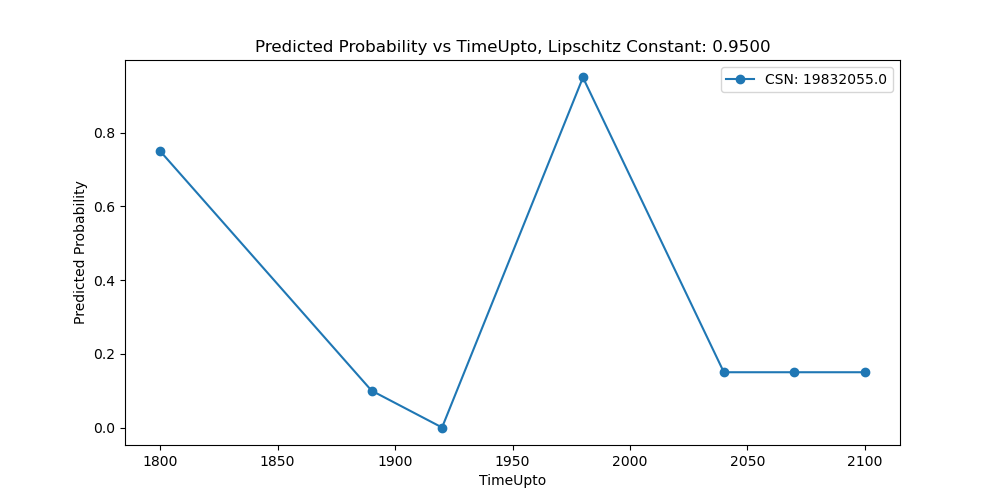 Predicted Probability vs TimeUpto, Lipschitz Constant: 0.9500
CSN: 19832055.0
Predicted Probability
0.8
0.6
0.4
0.2
0.0
1800 1850 1900 1950 2000 2050 2100
TimeUpto